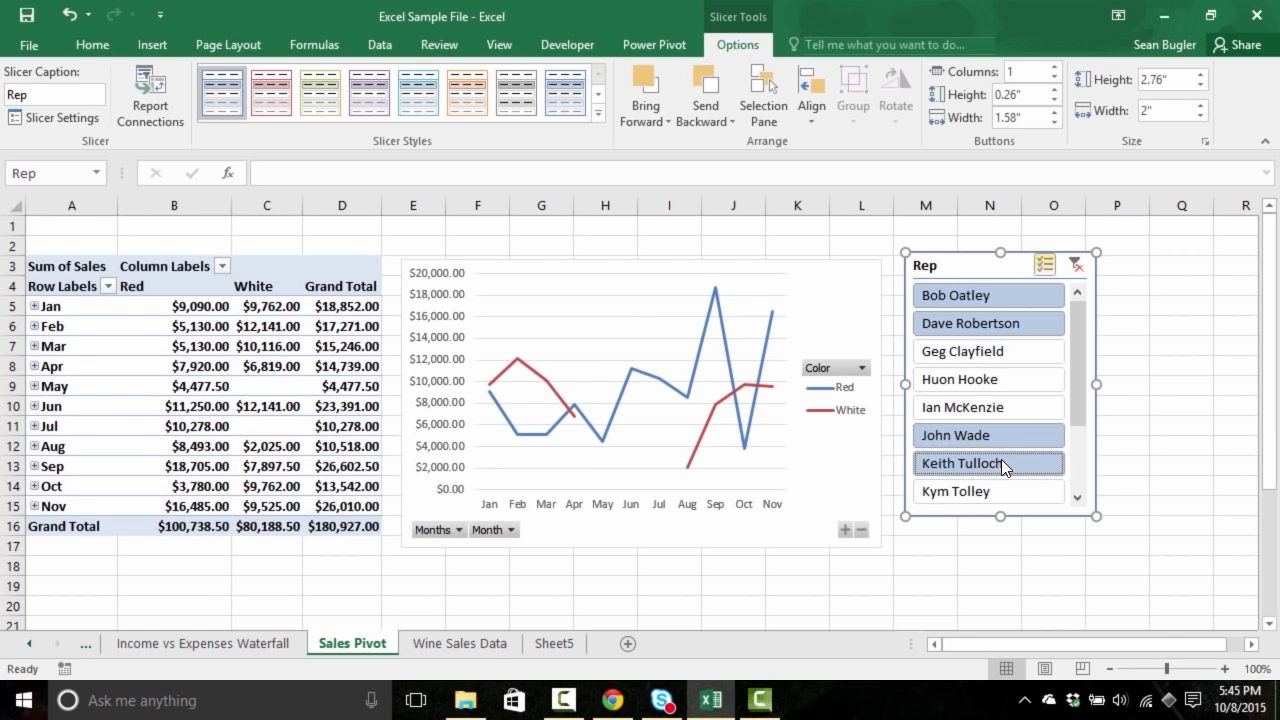 Excel Sample File - Excel
Slicer Tools
File Home Insert Page Layout Formulas Data Review View Developer Power Pivot Options Tell me what you want to do... Sean Bugler Share
Slicer Caption:
Rep
Slicer Settings
Report Connections
Bring Forward
Send Backward
Selection Pane
Align
Group
Rotate
Columns: 1
Height: 0.26"
Width: 1.58"
Height: 2.76"
Width: 2"
Slicer
Slicer Styles
Arrange
Buttons
Size
Rep
fx
A B C D E F G H I J K L M N O P Q R
1
2
3 Sum of Sales Column Labels
4 Row Labels Red White Grand Total
5 Jan $9,090.00 $9,762.00 $18,852.00
6 Feb $5,130.00 $12,141.00 $17,271.00
7 Mar $5,130.00 $10,116.00 $15,246.00
8 Apr $7,920.00 $6,819.00 $14,739.00
9 May $4,477.50 $4,477.50
10 Jun $11,250.00 $12,141.00 $23,391.00
11 Jul $10,278.00 $10,278.00
12 Aug $8,493.00 $2,025.00 $10,518.00
13 Sep $18,705.00 $7,897.50 $26,602.50
14 Oct $3,780.00 $9,762.00 $13,542.00
15 Nov $16,485.00 $9,525.00 $26,010.00
16 Grand Total $100,738.50 $80,188.50 $180,927.00
17
18
19
20
21
$20,000.00
$18,000.00
$16,000.00
$14,000.00
$12,000.00
$10,000.00
$8,000.00
$6,000.00
$4,000.00
$2,000.00
$0.00
Jan Feb Mar Apr May Jun Jul Aug Sep Oct Nov
Color
Red
White
Months Month
Rep
Bob Oatley
Dave Robertson
Geg Clayfield
Huon Hooke
Ian McKenzie
John Wade
Keith Tulloch
Kym Tolley
... Income vs Expenses Waterfall Sales Pivot Wine Sales Data Sheet5
Ready
100%
Ask me anything
5:45 PM
10/8/2015